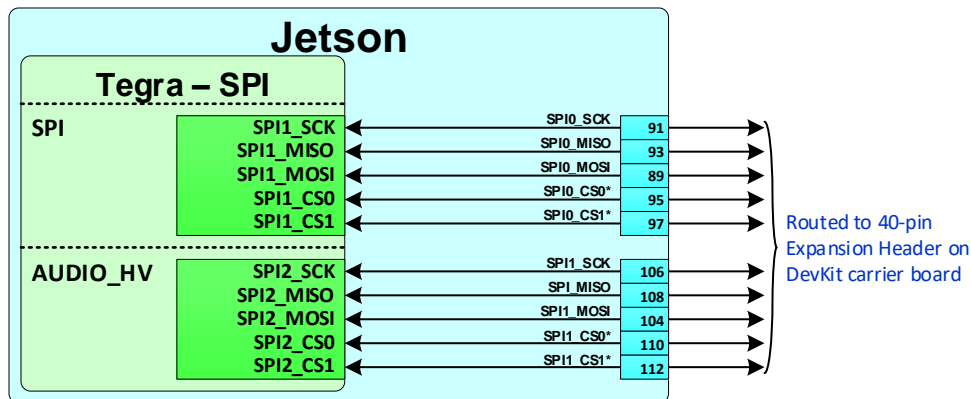 Jetson
Tegra – SPI
SPI
SPI1_SCK SPI0_SCK 91
SPI1_MISO SPI0_MISO 93
SPI1_MOSI SPI0_MOSI 89
SPI1_CS0 SPI0_CS0* 95
SPI1_CS1 SPI0_CS1* 97
Routed to 40-pin
Expansion Header on
DevKit carrier board
AUDIO_HV
SPI2_SCK SPI1_SCK 106
SPI2_MISO SPI_MISO 108
SPI2_MOSI SPI1_MOSI 104
SPI2_CS0 SPI1_CS0* 110
SPI2_CS1 SPI1_CS1* 112